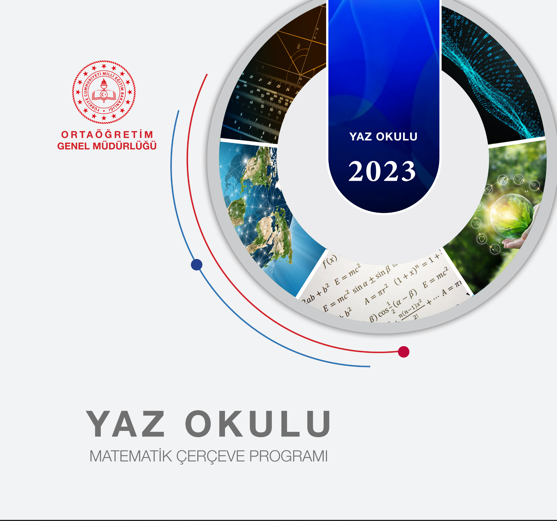 ORTAÖĞRETİM
GENEL MÜDÜRLÜĞÜ
YAZ OKULU
2023
YAZ OKULU
MATEMATİK ÇERÇEVE PROGRAMI